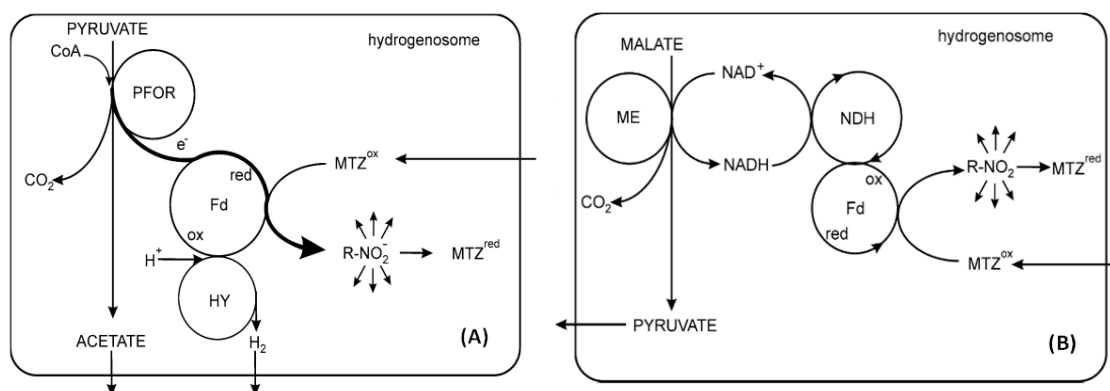 PYRUVATE
hydrogenosome
CoA
PFOR
e⁻
MTZᵒˣ
red
CO₂
Fd
ox
R-NO₂⁻
MTZʳᵉᵈ
H⁺
HY
(A)
ACETATE
H₂
hydrogenosome
MALATE
NAD⁺
ME
NDH
NADH
R-NO₂
MTZʳᵉᵈ
ox
CO₂
Fd
red
MTZᵒˣ
PYRUVATE
(B)